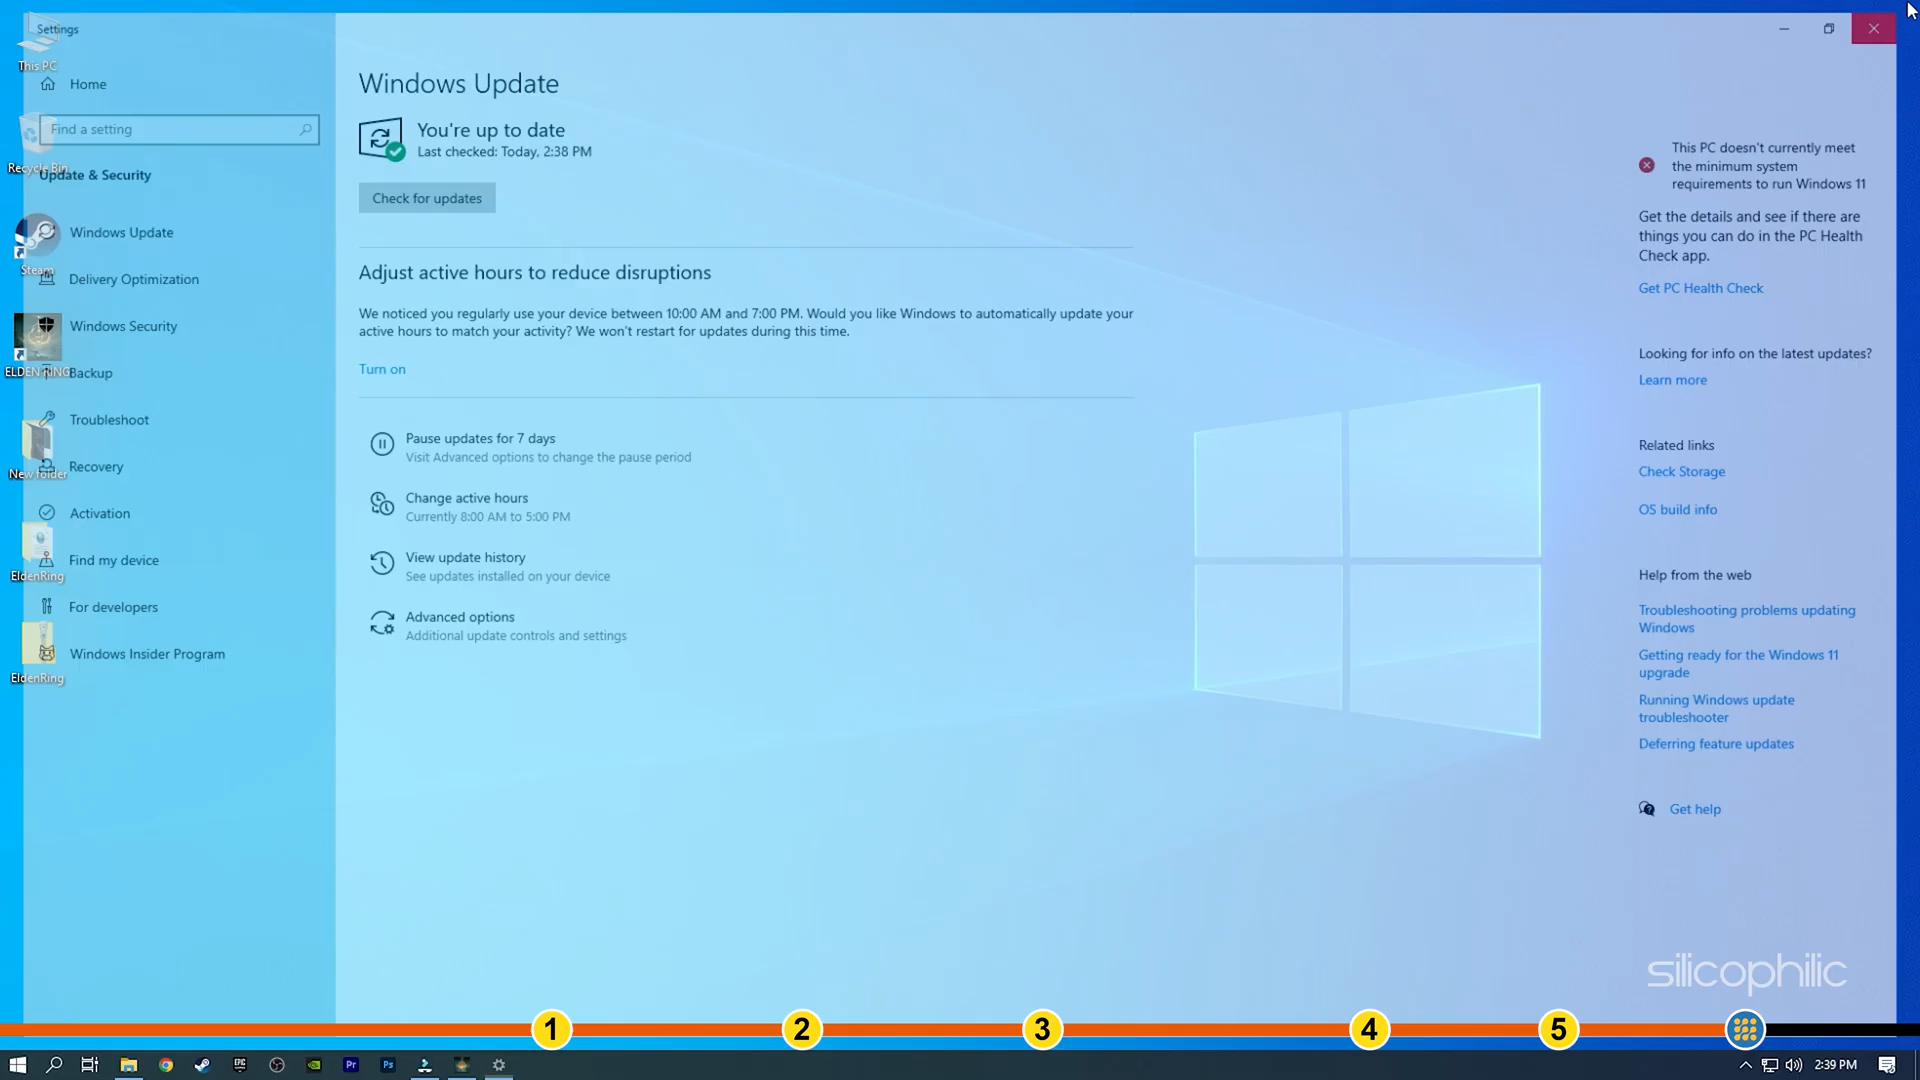 Settings
This PC
Home
Find a setting
Recycle Bin
Update & Security
Windows Update
Steam
Delivery Optimization
Windows Security
ELDEN RING
Backup
Troubleshoot
New folder
Recovery
Activation
EldenRing
Find my device
For developers
Windows Insider Program
EldenRing
Windows Update
You're up to date
Last checked: Today, 2:38 PM
Check for updates
Adjust active hours to reduce disruptions
We noticed you regularly use your device between 10:00 AM and 7:00 PM. Would you like Windows to automatically update your
active hours to match your activity? We won't restart for updates during this time.
Turn on
Pause updates for 7 days
Visit Advanced options to change the pause period
Change active hours
Currently 8:00 AM to 5:00 PM
View update history
See updates installed on your device
Advanced options
Additional update controls and settings
This PC doesn't currently meet
the minimum system
requirements to run Windows 11
Get the details and see if there are
things you can do in the PC Health
Check app.
Get PC Health Check
Looking for info on the latest updates?
Learn more
Related links
Check Storage
OS build info
Help from the web
Troubleshooting problems updating
Windows
Getting ready for the Windows 11
upgrade
Running Windows update
troubleshooter
Deferring feature updates
Get help
silicophilic
1 2 3 4 5
EPIC
Pr
Ps
2:39 PM